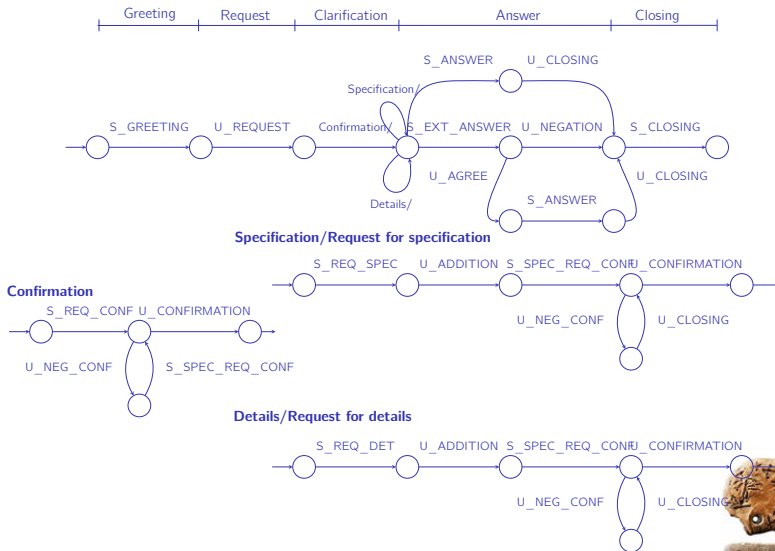 Greeting Request Clarification Answer Closing
S_ANSWER U_CLOSING
Specification/
S_GREETING U_REQUEST Confirmation/ S_EXT_ANSWER U_NEGATION S_CLOSING
U_AGREE U_CLOSING
Details/ S_ANSWER
Specification/Request for specification
S_REQ_SPEC U_ADDITION S_SPEC_REQ_CONF U_CONFIRMATION
Confirmation
S_REQ_CONF U_CONFIRMATION
U_NEG_CONF U_CLOSING
U_NEG_CONF S_SPEC_REQ_CONF
Details/Request for details
S_REQ_DET U_ADDITION S_SPEC_REQ_CONF U_CONFIRMATION
U_NEG_CONF U_CLOSING